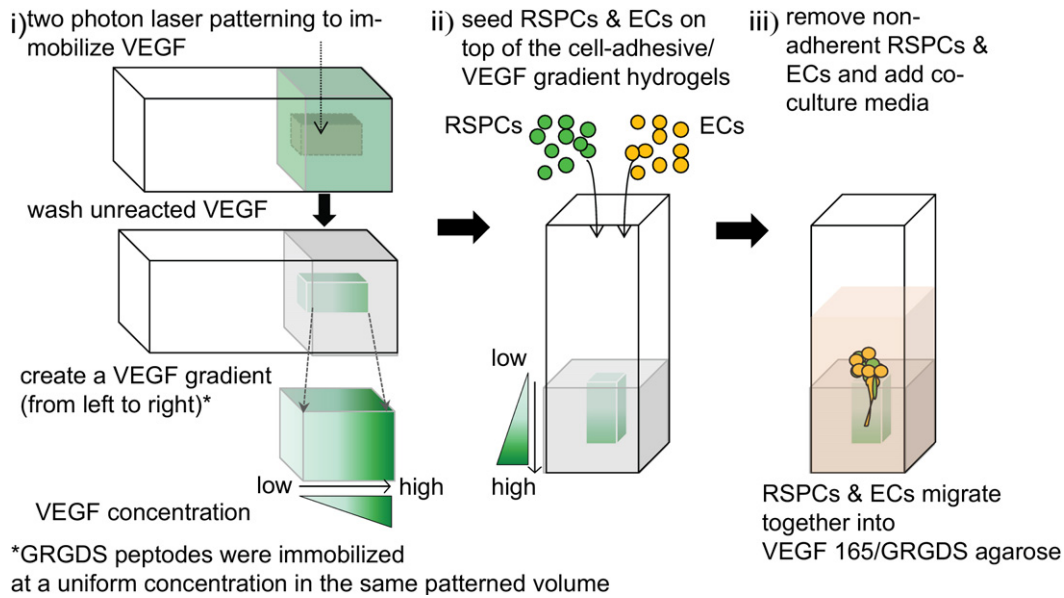 i) two photon laser patterning to im-
mobilize VEGF
wash unreacted VEGF
create a VEGF gradient
(from left to right)*
low
high
VEGF concentration
*GRGDS peptodes were immobilized
at a uniform concentration in the same patterned volume
ii) seed RSPCs & ECs on
top of the cell-adhesive/
VEGF gradient hydrogels
RSPCs
ECs
low
high
iii) remove non-
adherent RSPCs &
ECs and add co-
culture media
RSPCs & ECs migrate
together into
VEGF 165/GRGDS agarose